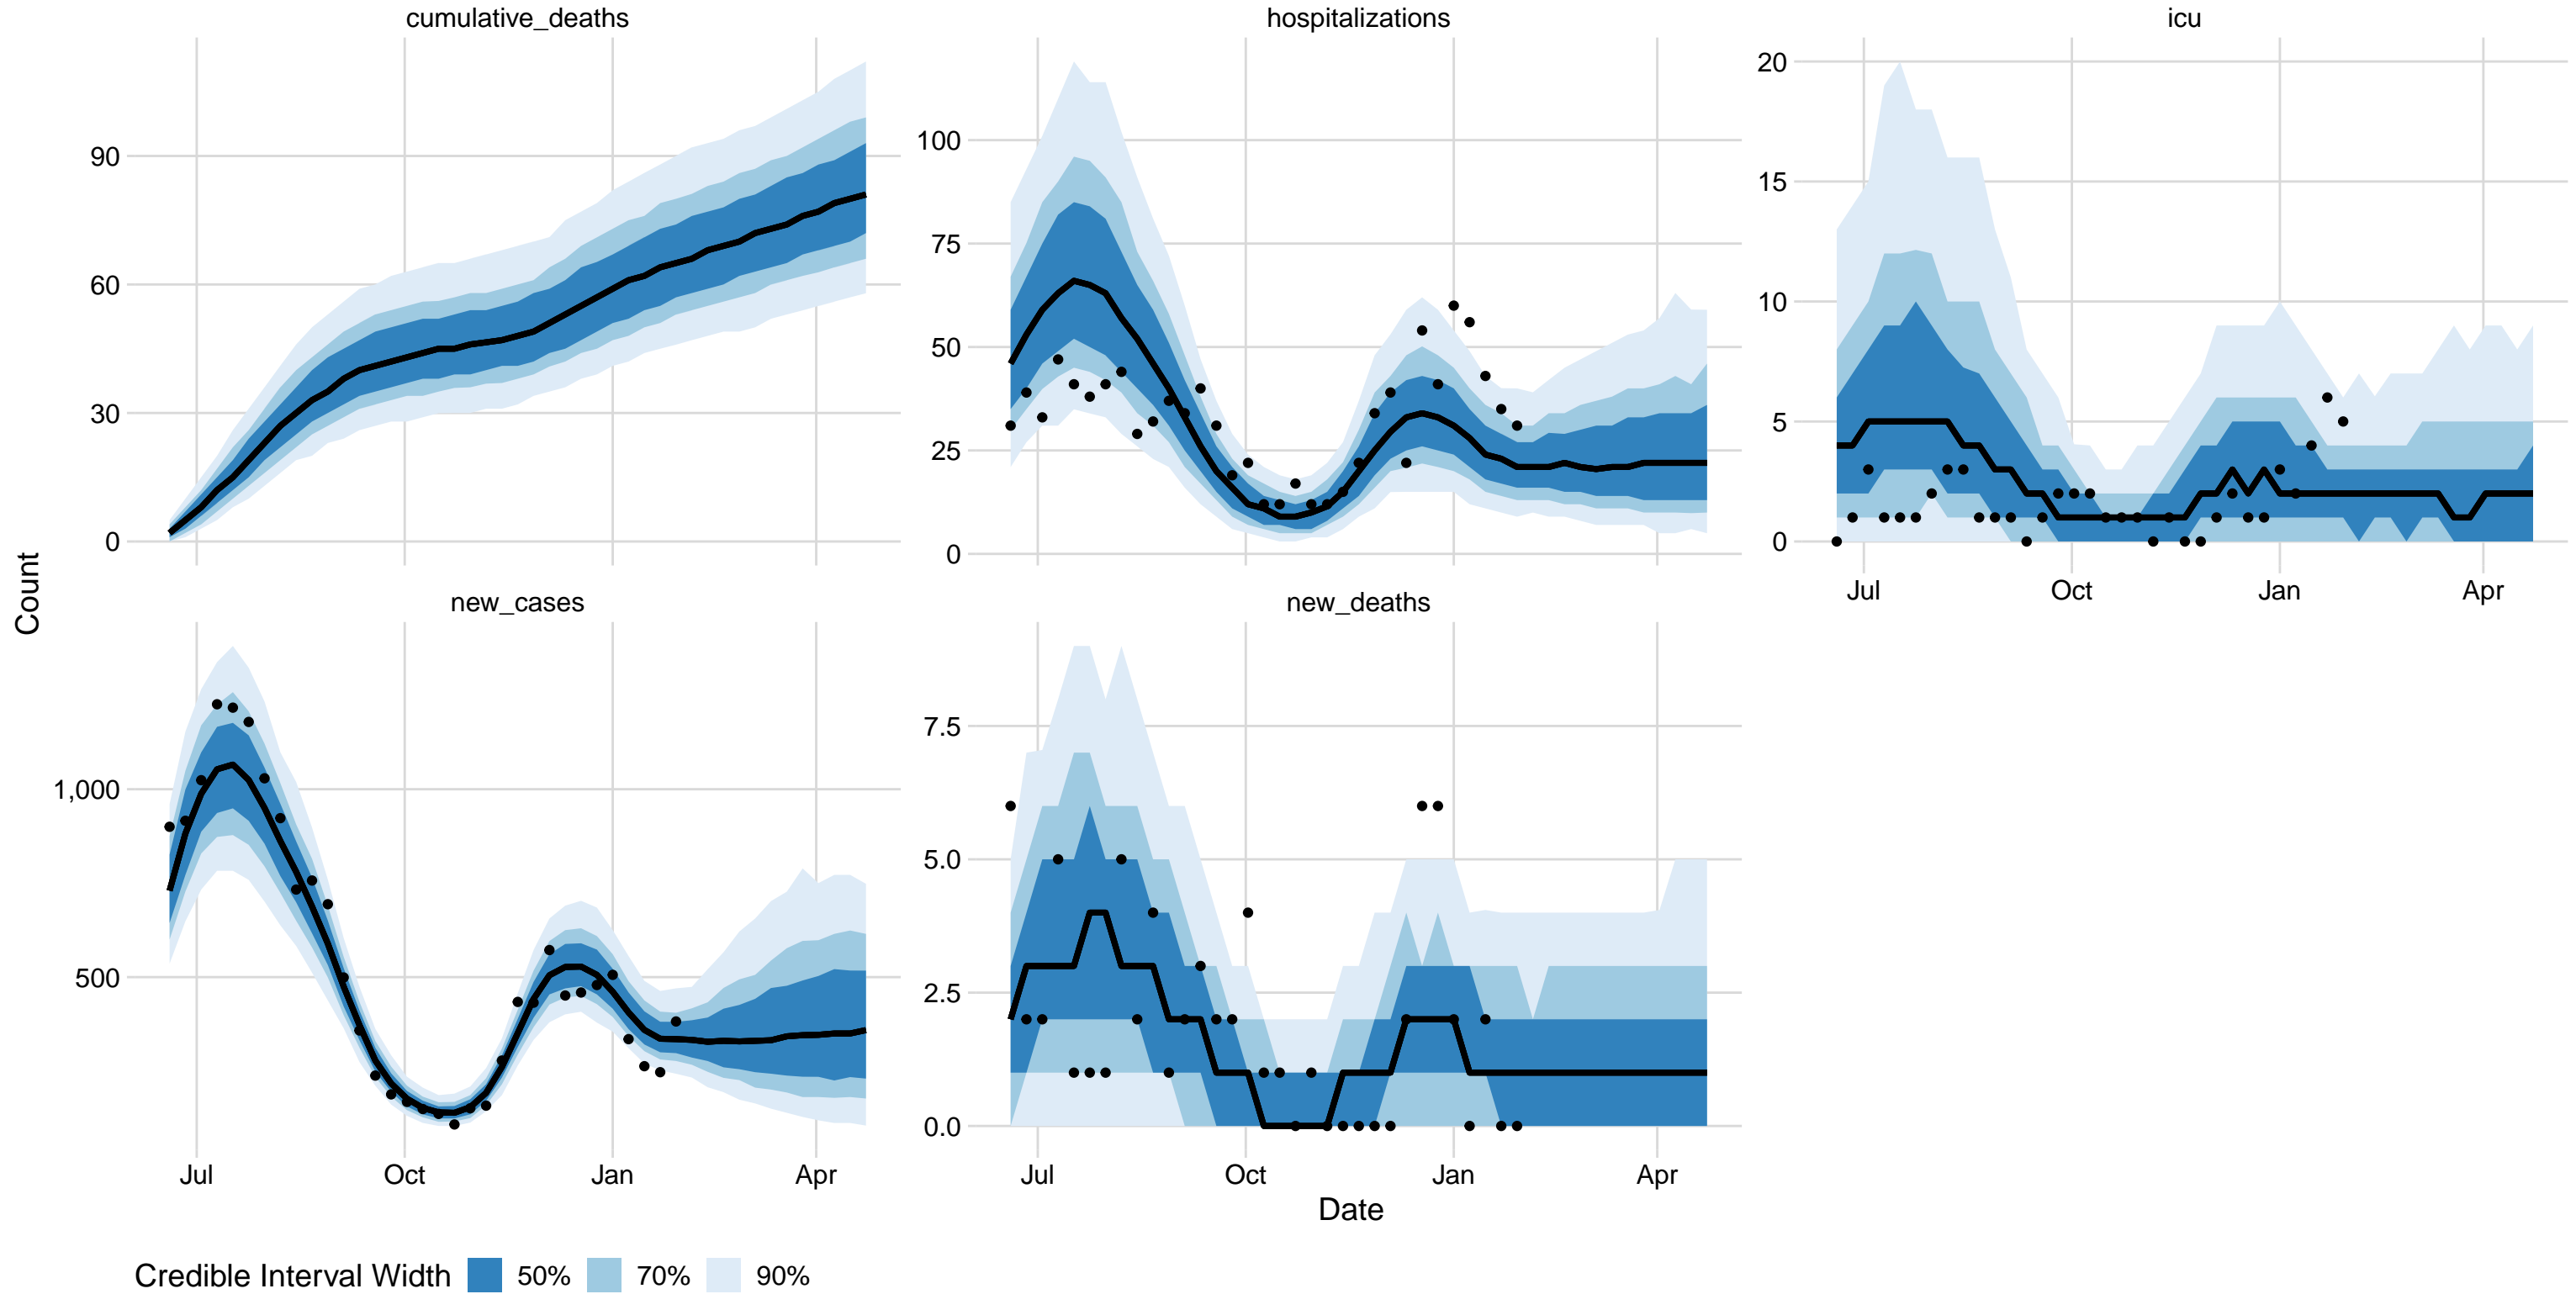 cumulative_deaths
hospitalizations
icu
90
60
30
0
100
75
50
25
0
20
15
10
5
0
Jul Oct Jan Apr
Count
new_cases
new_deaths
1,000
500
7.5
5.0
2.5
0.0
Jul Oct Jan Apr
Jul Oct Jan Apr
Date
Credible Interval Width 50% 70% 90%